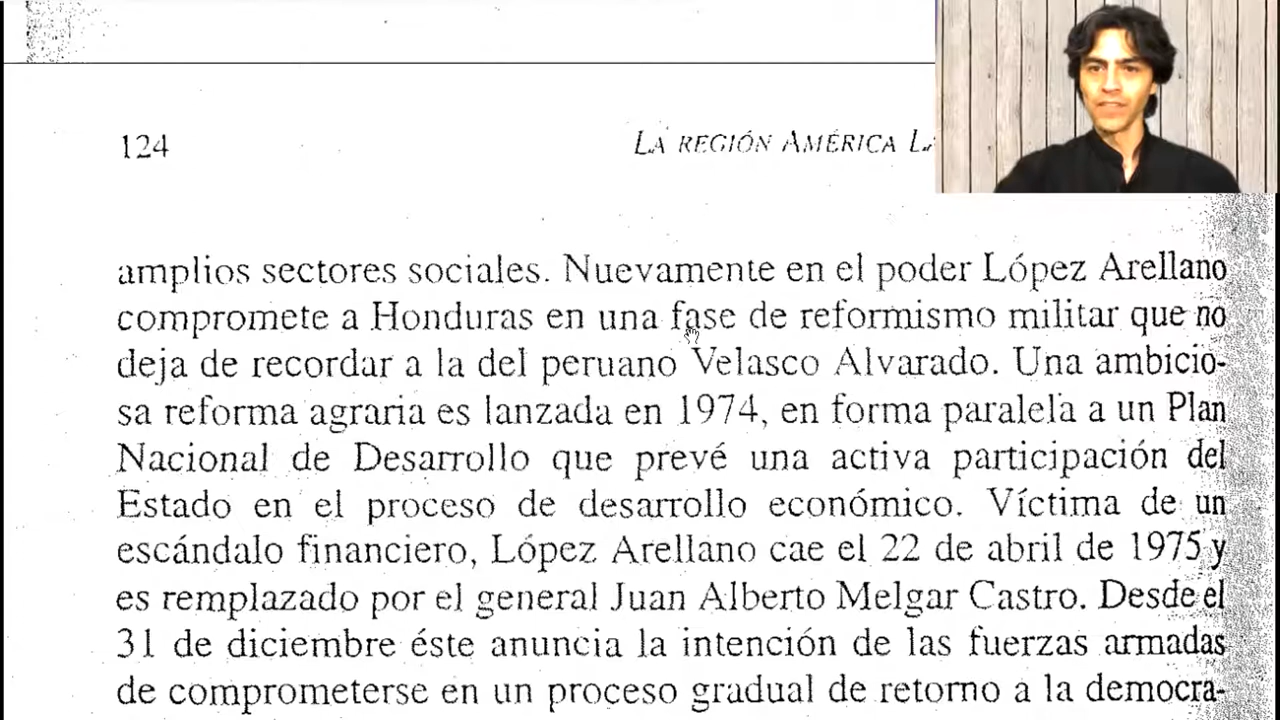 124
LA REGIÓN AMÉRICA
amplios sectores sociales. Nuevamente en el poder López Arellano
compromete a Honduras en una fase de reformismo militar que no
deja de recordar a la del peruano Velasco Alvarado. Una ambicio-
sa reforma agraria es lanzada en 1974, en forma paralela a un Plan
Nacional de Desarrollo que prevé una activa participación del
Estado en el proceso de desarrollo económico. Víctima de un
escándalo financiero, López Arellano cae el 22 de abril de 1975 y
es remplazado por el general Juan Alberto Melgar Castro. Desde el
31 de diciembre éste anuncia la intención de las fuerzas armadas
de comprometerse en un proceso gradual de retorno a la democra-